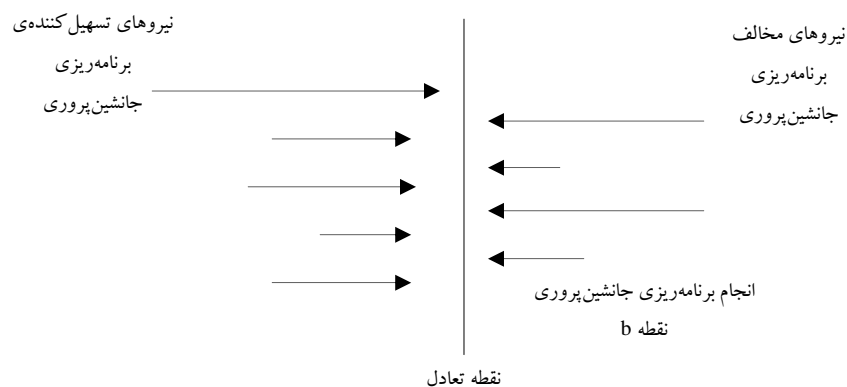 نیروهای مخالف
برنامه‌ریزی
جانشین‌پروری
نیروهای تسهیل‌کننده‌ی
برنامه‌ریزی
جانشین‌پروری
انجام برنامه‌ریزی جانشین‌پروری
نقطه b
نقطه تعادل